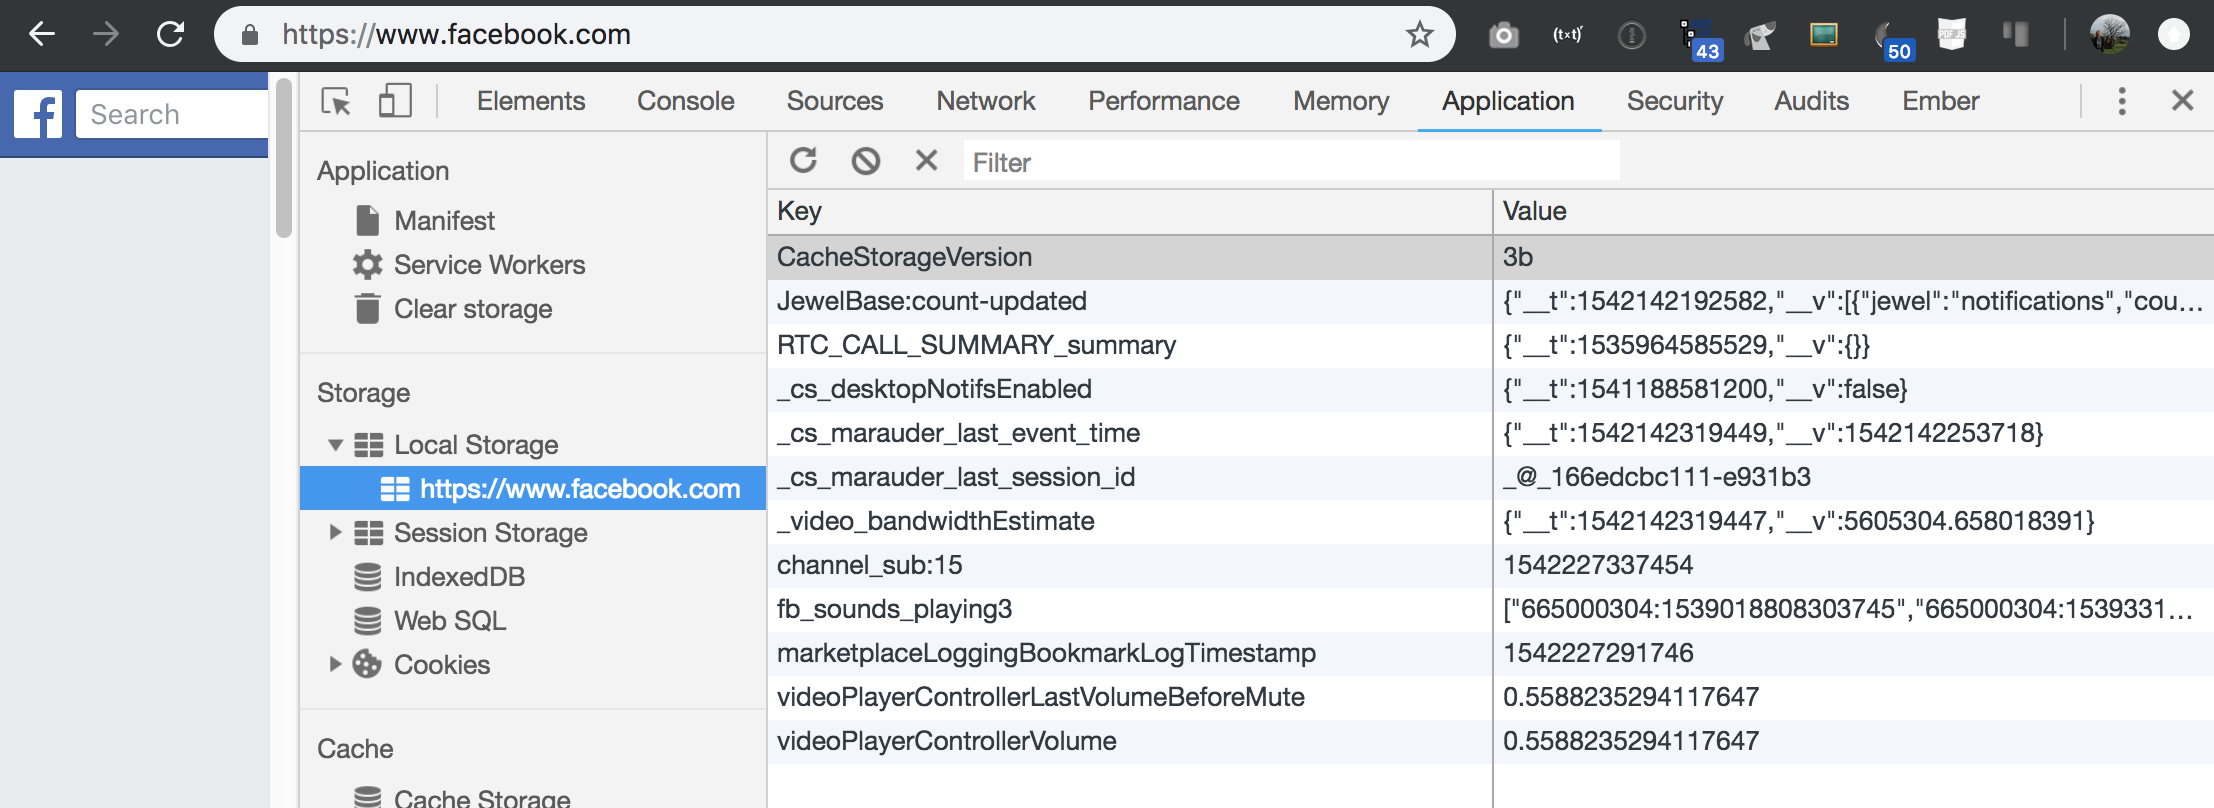 https://www.facebook.com
(t×t)
43
50
PDF JS
f Search
Elements Console Sources Network Performance Memory Application Security Audits Ember
Application
Manifest
Service Workers
Clear storage
Storage
Local Storage
https://www.facebook.com
Session Storage
IndexedDB
Web SQL
Cookies
Cache
Cache Storage
Filter
Key Value
CacheStorageVersion 3b
JewelBase:count-updated {"__t":1542142192582,"__v":[{"jewel":"notifications","cou…
RTC_CALL_SUMMARY_summary {"__t":1535964585529,"__v":{}}
_cs_desktopNotifsEnabled {"__t":1541188581200,"__v":false}
_cs_marauder_last_event_time {"__t":1542142319449,"__v":1542142253718}
_cs_marauder_last_session_id _@_166edcbc111-e931b3
_video_bandwidthEstimate {"__t":1542142319447,"__v":5605304.658018391}
channel_sub:15 1542227337454
fb_sounds_playing3 ["665000304:1539018808303745","665000304:1539331…
marketplaceLoggingBookmarkLogTimestamp 1542227291746
videoPlayerControllerLastVolumeBeforeMute 0.5588235294117647
videoPlayerControllerVolume 0.5588235294117647